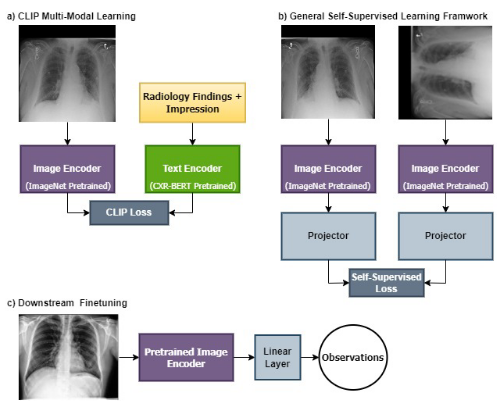 a) CLIP Multi-Modal Learning
Radiology Findings +
Impression
Image Encoder
(ImageNet Pretrained)
Text Encoder
(CXR-BERT Pretrained)
CLIP Loss
b) General Self-Supervised Learning Framwork
Image Encoder
(ImageNet Pretrained)
Image Encoder
(ImageNet Pretrained)
Projector
Projector
Self-Supervised
Loss
c) Downstream Finetuning
Pretrained Image
Encoder
Linear
Layer
Observations